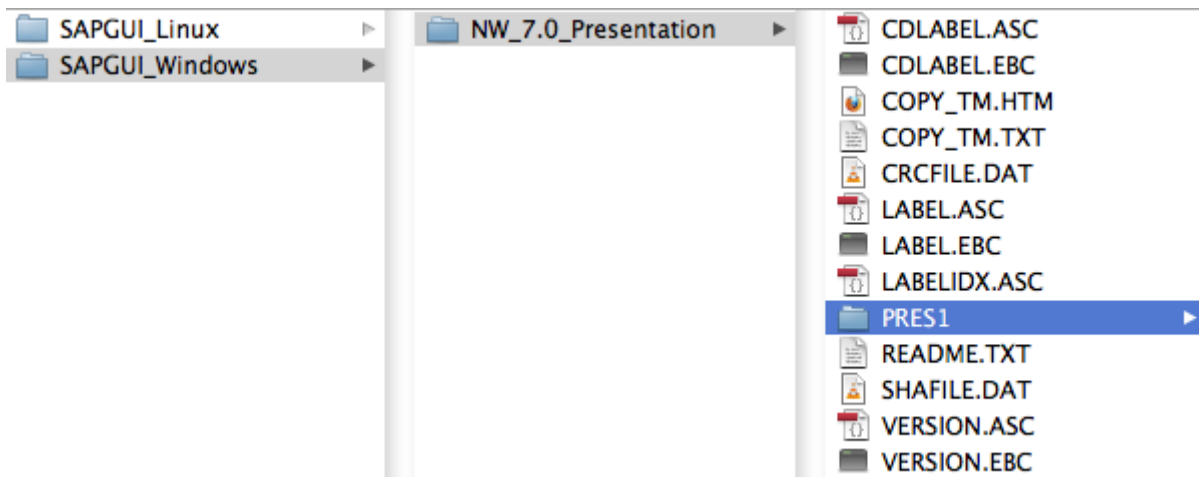 SAPGUI_Linux
SAPGUI_Windows
NW_7.0_Presentation
CDLABEL.ASC
CDLABEL.EBC
COPY_TM.HTM
COPY_TM.TXT
CRCFILE.DAT
LABEL.ASC
LABEL.EBC
LABELIDX.ASC
PRES1
README.TXT
SHAFILE.DAT
VERSION.ASC
VERSION.EBC